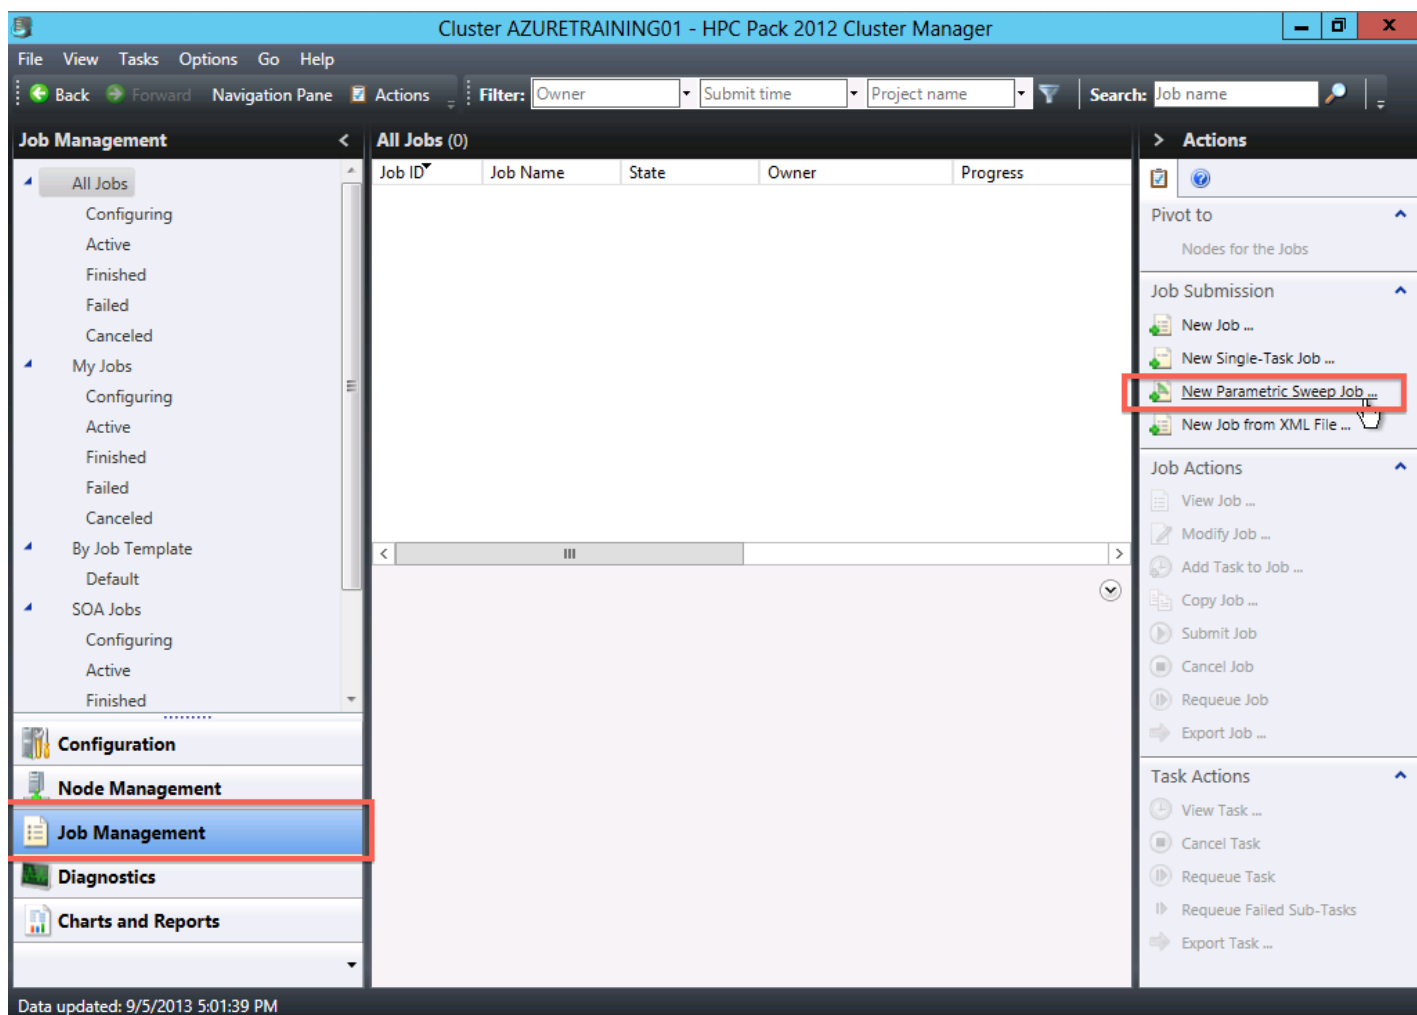 Cluster AZURETRAINING01 - HPC Pack 2012 Cluster Manager
File View Tasks Options Go Help
Back Forward Navigation Pane Actions Filter: Owner Submit time Project name Search: Job name
Job Management
All Jobs
Configuring
Active
Finished
Failed
Canceled
My Jobs
Configuring
Active
Finished
Failed
Canceled
By Job Template
Default
SOA Jobs
Configuring
Active
Finished
Configuration
Node Management
Job Management
Diagnostics
Charts and Reports
All Jobs (0)
Job ID Job Name State Owner Progress
Actions
Pivot to
Nodes for the Jobs
Job Submission
New Job ...
New Single-Task Job ...
New Parametric Sweep Job ...
New Job from XML File ...
Job Actions
View Job ...
Modify Job ...
Add Task to Job ...
Copy Job ...
Submit Job
Cancel Job
Requeue Job
Export Job ...
Task Actions
View Task ...
Cancel Task
Requeue Task
Requeue Failed Sub-Tasks
Export Task ...
Data updated: 9/5/2013 5:01:39 PM